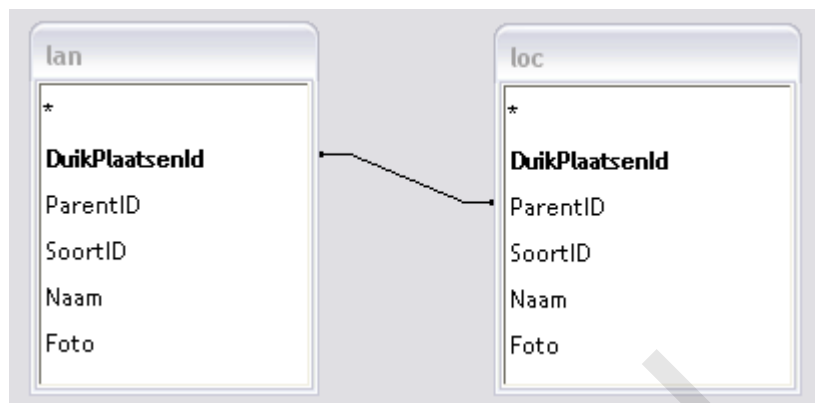 lan
*
DuikPlaatsenId
ParentID
SoortID
Naam
Foto
loc
*
DuikPlaatsenId
ParentID
SoortID
Naam
Foto